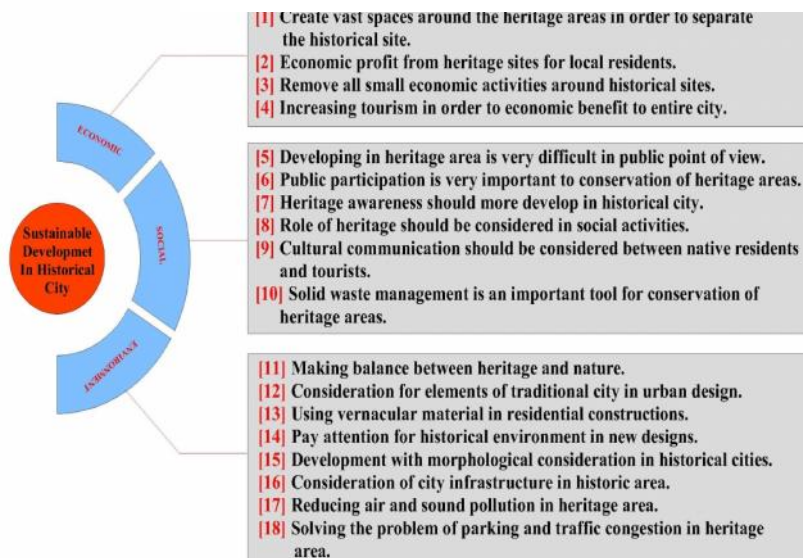 [1] Create vast spaces around the heritage areas in order to separate
the historical site.
[2] Economic profit from heritage sites for local residents.
[3] Remove all small economic activities around historical sites.
[4] Increasing tourism in order to economic benefit to entire city.
ECONOMIC
[5] Developing in heritage area is very difficult in public point of view.
[6] Public participation is very important to conservation of heritage areas.
[7] Heritage awareness should more develop in historical city.
[8] Role of heritage should be considered in social activities.
[9] Cultural communication should be considered between native residents
and tourists.
[10] Solid waste management is an important tool for conservation of
heritage areas.
SOCIAL
Sustainable
Developmet
In Historical
City
ENVIRONMENT
[11] Making balance between heritage and nature.
[12] Consideration for elements of traditional city in urban design.
[13] Using vernacular material in residential constructions.
[14] Pay attention for historical environment in new designs.
[15] Development with morphological consideration in historical cities.
[16] Consideration of city infrastructure in historic area.
[17] Reducing air and sound pollution in heritage area.
[18] Solving the problem of parking and traffic congestion in heritage
area.